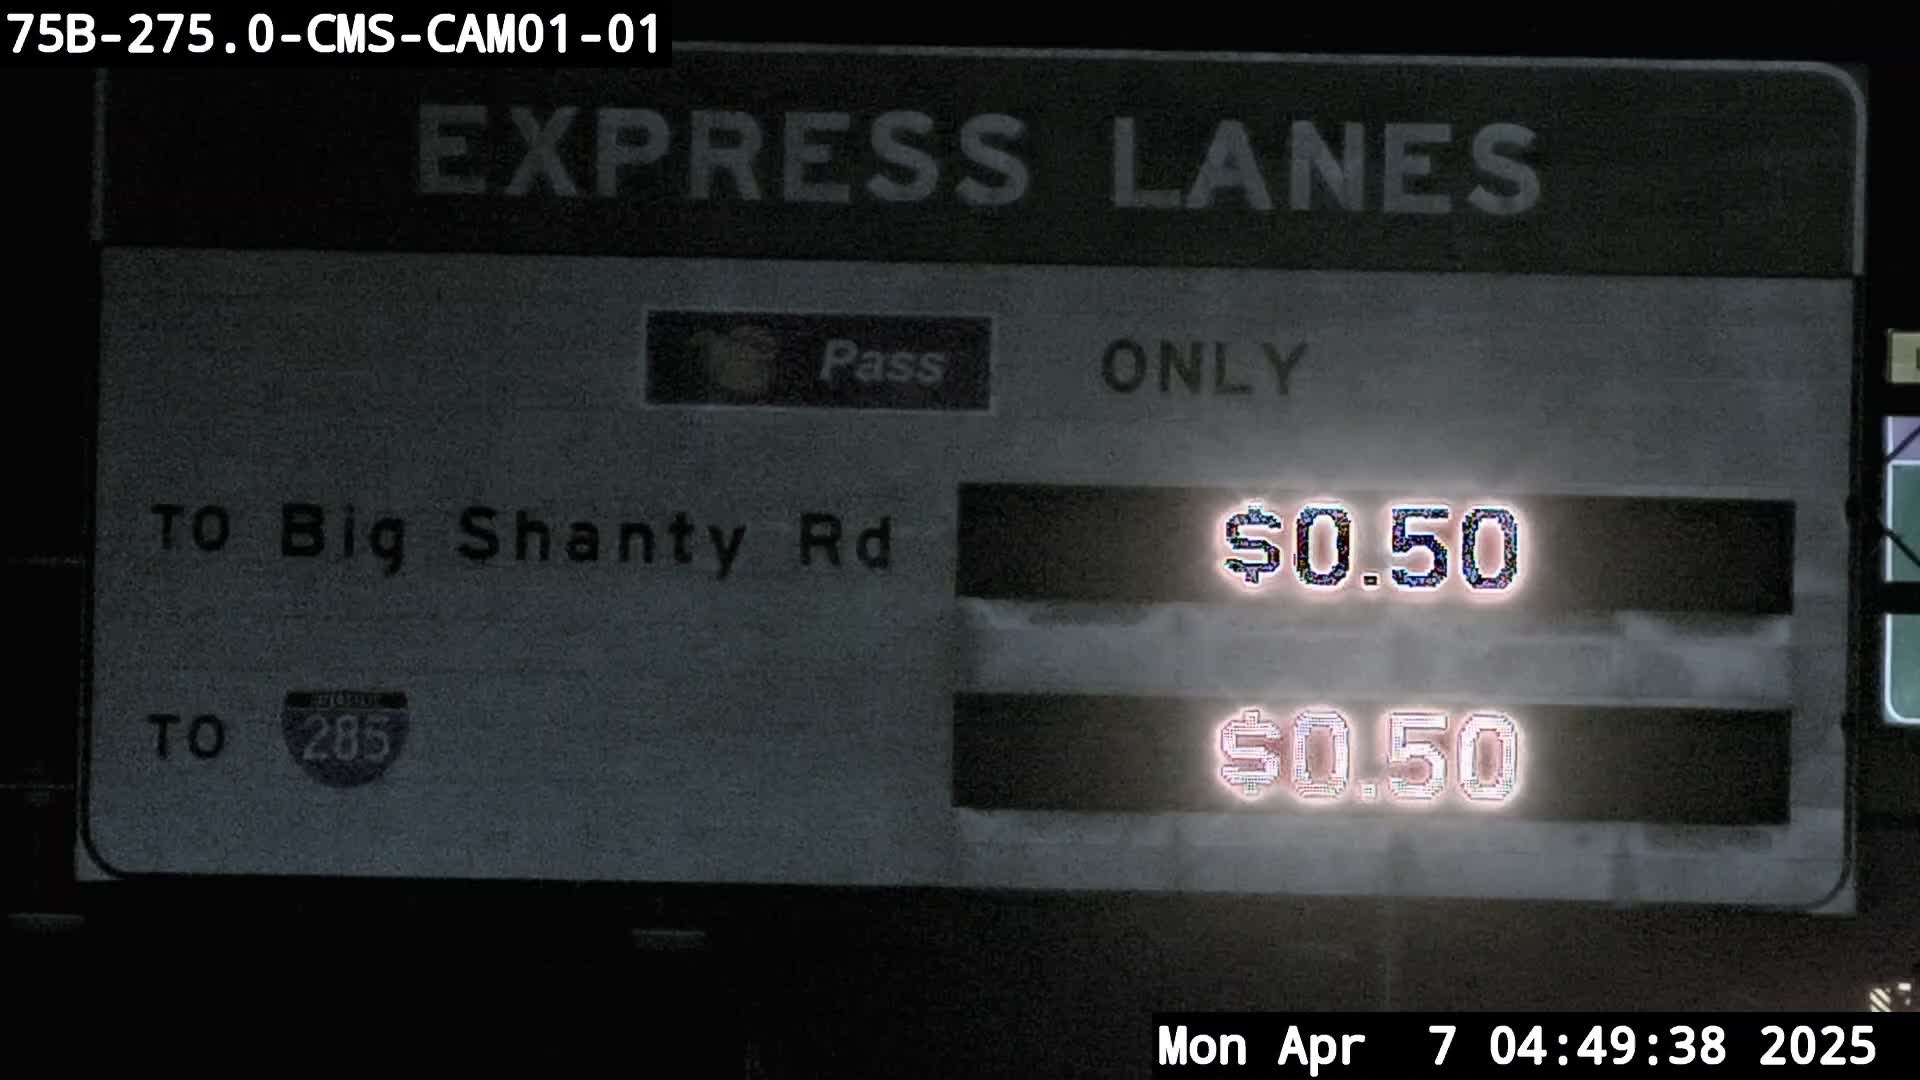 75B-275.0-CMS-CAM01-01
EXPRESS LANES
Pass ONLY
TO Big Shanty Rd $0.50
TO 285 $0.50
Mon Apr 7 04:49:38 2025